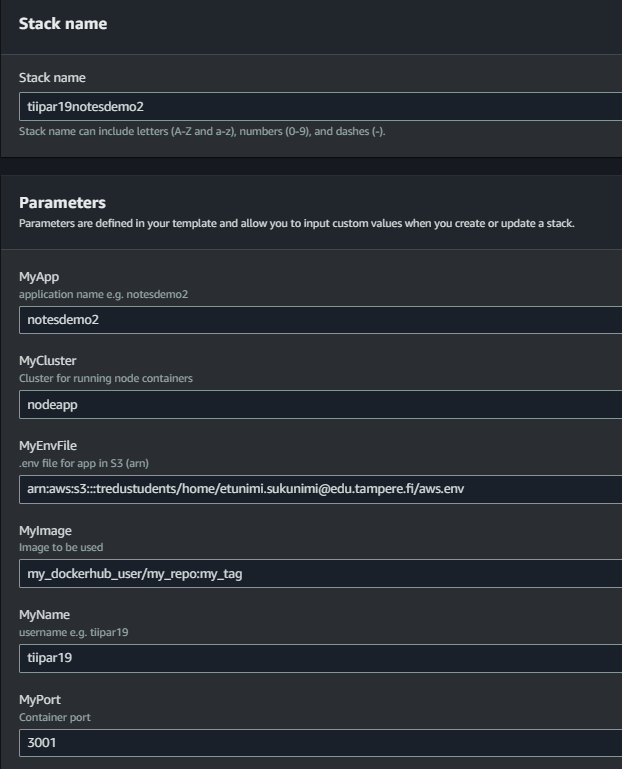 Stack name
Stack name
tiipar19notesdemo2
Stack name can include letters (A-Z and a-z), numbers (0-9), and dashes (-).
Parameters
Parameters are defined in your template and allow you to input custom values when you create or update a stack.
MyApp
application name e.g. notesdemo2
notesdemo2
MyCluster
Cluster for running node containers
nodeapp
MyEnvFile
.env file for app in S3 (arn)
arn:aws:s3:::tredustudents/home/etunimi.sukunimi@edu.tampere.fi/aws.env
MyImage
Image to be used
my_dockerhub_user/my_repo:my_tag
MyName
username e.g. tiipar19
tiipar19
MyPort
Container port
3001